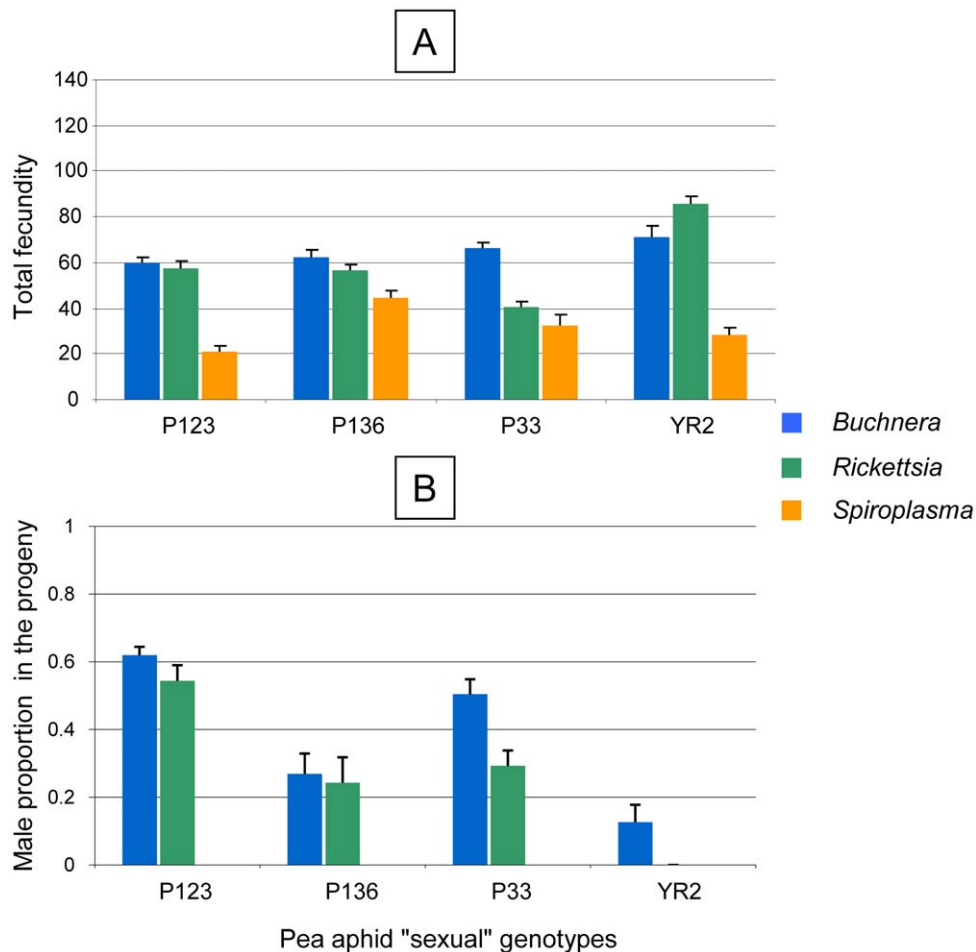 A
Total fecundity
140
120
100
80
60
40
20
0
P123 P136 P33 YR2
Buchnera
Rickettsia
Spiroplasma
B
Male proportion in the progeny
1
0.8
0.6
0.4
0.2
0
P123 P136 P33 YR2
Pea aphid "sexual" genotypes